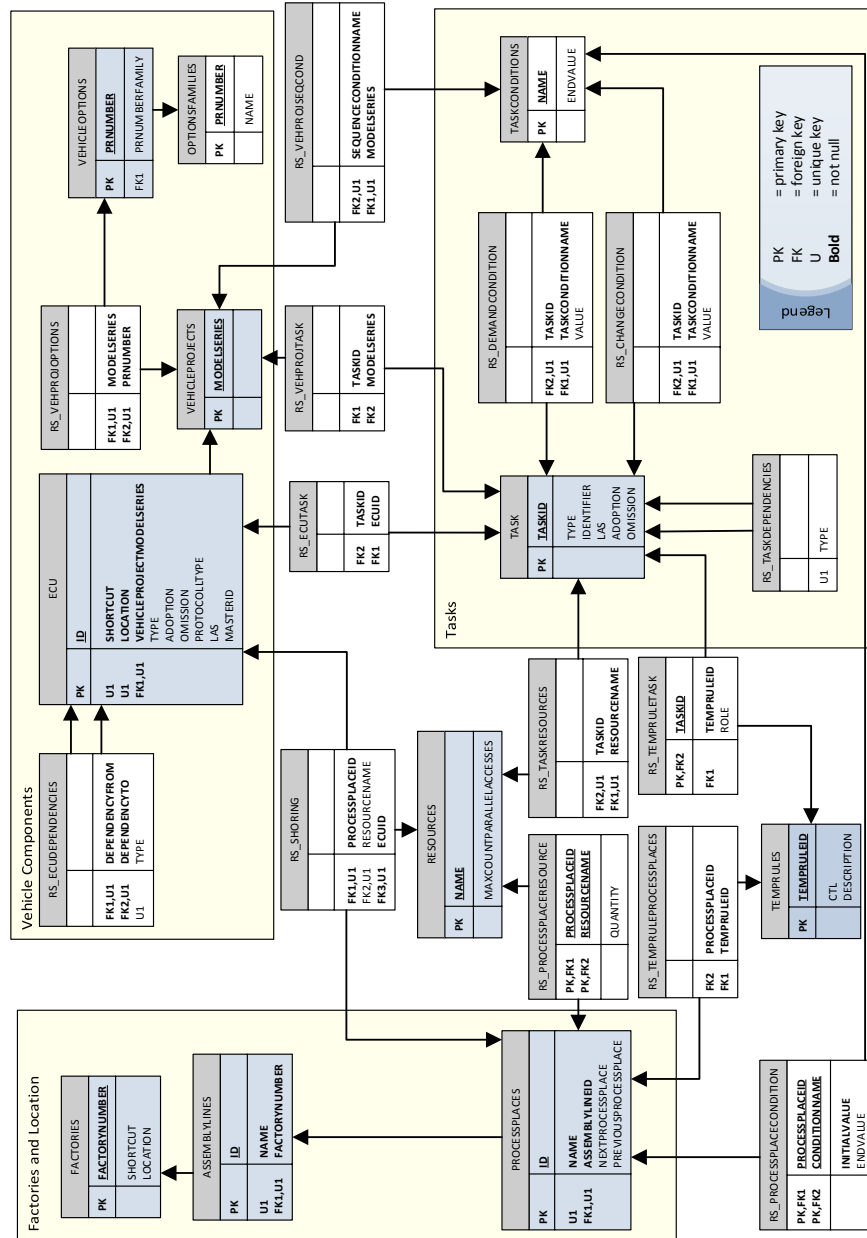 Vehicle Components
RS_ECUDEPENDENCIES
FK1,U1 DEPENDENCYFROM
FK2,U1 DEPENDENCYTO
U1 TYPE
ECU
PK ID
U1 SHORTCUT
U1 LOCATION
FK1,U1 VEHICLEPROJECTMODELSERIES
TYPE
ADOPTION
OMISSION
PROTOCOLLTYPE
LAS
MASTERID
RS_VEHPROJOPTIONS
FK1,U1 MODELSERIES
FK2,U1 PRNUMBER
VEHICLEOPTIONS
PK PRNUMBER
FK1 PRNUMBERFAMILY
OPTIONSFAMILIES
PK PRNUMBER
NAME
VEHICLEPROJECTS
PK MODELSERIES
Factories and Location
FACTORIES
PK FACTORYNUMBER
SHORTCUT
LOCATION
ASSEMBLYLINES
PK ID
U1 NAME
FK1,U1 FACTORYNUMBER
PROCESSPLACES
PK ID
U1 NAME
FK1,U1 ASSEMBLYLINEID
NEXTPROCESSPLACE
PREVIOUSPROCESSPLACE
RS_SHORING
FK1,U1 PROCESSPLACEID
FK2,U1 RESOURCENAME
FK3,U1 ECUID
RS_ECUTASK
FK2 TASKID
FK1 ECUID
RS_VEHPROJTASK
FK1 TASKID
FK2 MODELSERIES
RS_VEHPROJSEQCOND
FK2,U1 SEQUENCECONDITIONNAME
FK1,U1 MODELSERIES
RESOURCES
PK NAME
MAXCOUNTPARALLELACCESSES
RS_PROCESSPLACERESOURCE
PK,FK1 PROCESSPLACEID
PK,FK2 RESOURCENAME
QUANTITY
RS_TASKRESOURCES
FK2,U1 TASKID
FK1,U1 RESOURCENAME
RS_TEMPRULEPROCESSPLACES
FK2 PROCESSPLACEID
FK1 TEMPRULEID
RS_TEMPRULETASK
PK,FK2 TASKID
FK1 TEMPRULEID
ROLE
TEMPRULES
PK TEMPRULEID
CTL
DESCRIPTION
RS_PROCESSPLACECONDITION
PK,FK1 PROCESSPLACEID
PK,FK2 CONDITIONNAME
INITIALVALUE
ENDVALUE
Tasks
TASK
PK TASKID
TYPE
IDENTIFIER
LAS
ADOPTION
OMISSION
RS_DEMANDCONDITION
FK2,U1 TASKID
FK1,U1 TASKCONDITIONNAME
VALUE
TASKCONDITIONS
PK NAME
ENDVALUE
RS_CHANGECONDITION
FK2,U1 TASKID
FK1,U1 TASKCONDITIONNAME
VALUE
RS_TASKDEPENDENCIES
U1 TYPE
Legend
PK = primary key
FK = foreign key
U = unique key
Bold = not null